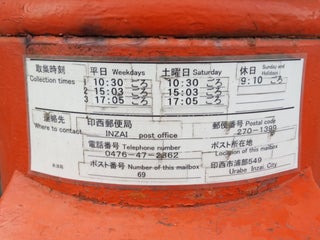 取集時刻 平日 Weekdays 土曜日 Saturday 休日 Sunday and Holidays
Collection times 1 10:30 ごろ 10:30 ごろ 9:10 ごろ
2 15:03 ごろ 15:03 ごろ
3 17:05 ごろ 17:05 ごろ
連絡先 印西郵便局 郵便番号 Postal code
Where to contact INZAI post office 270-1399
電話番号 Telephone number ポスト所在地
0476-47-2862 Location of this mailbox
ポスト番号 Number of this mailbox 印西市浦部549
69 Urabe, Inzai, City